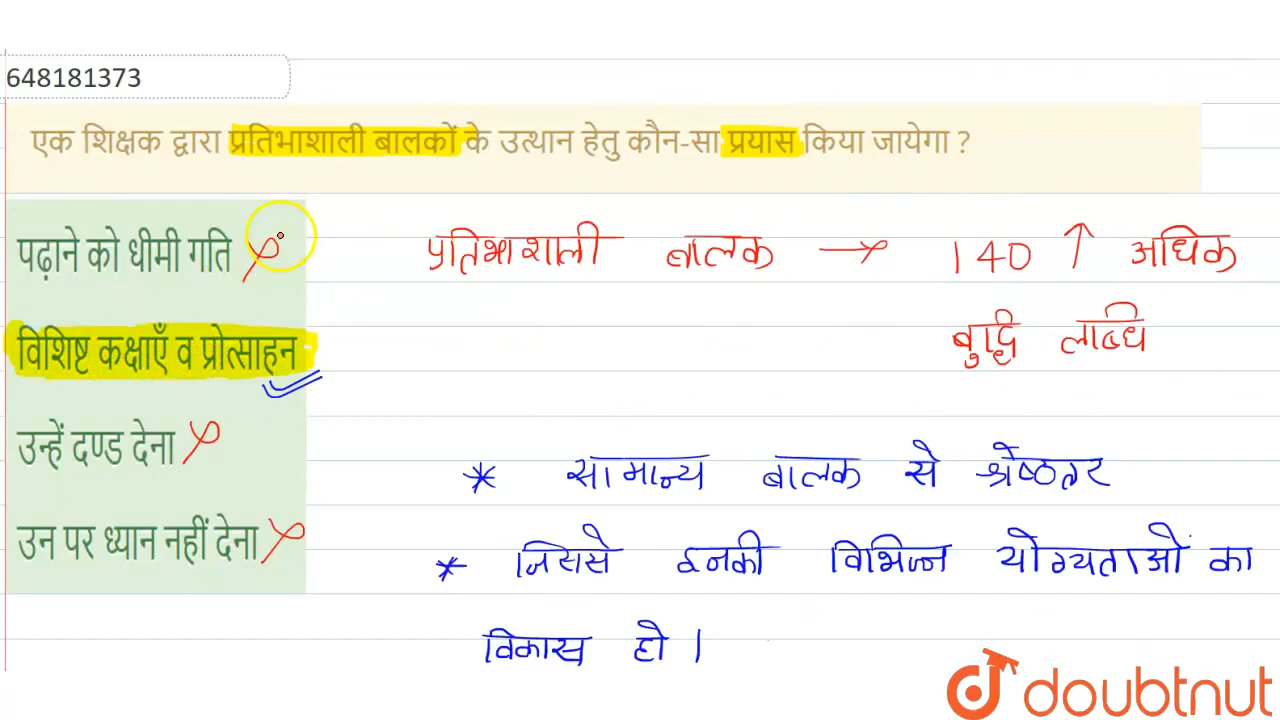 648181373
एक शिक्षक द्वारा प्रतिभाशाली बालकों के उत्थान हेतु कौन-सा प्रयास किया जायेगा ?
पढ़ाने को धीमी गति
विशिष्ट कक्षाएँ व प्रोत्साहन
उन्हें दण्ड देना
उन पर ध्यान नहीं देना
प्रतिभाशाली बालक → 140 ↑ अधिक
बुद्धि लब्धि
* सामान्य बालक से श्रेष्ठतर
* जिससे इनकी विभिन्न योग्यताओं का
विकास हो ।
doubtnut